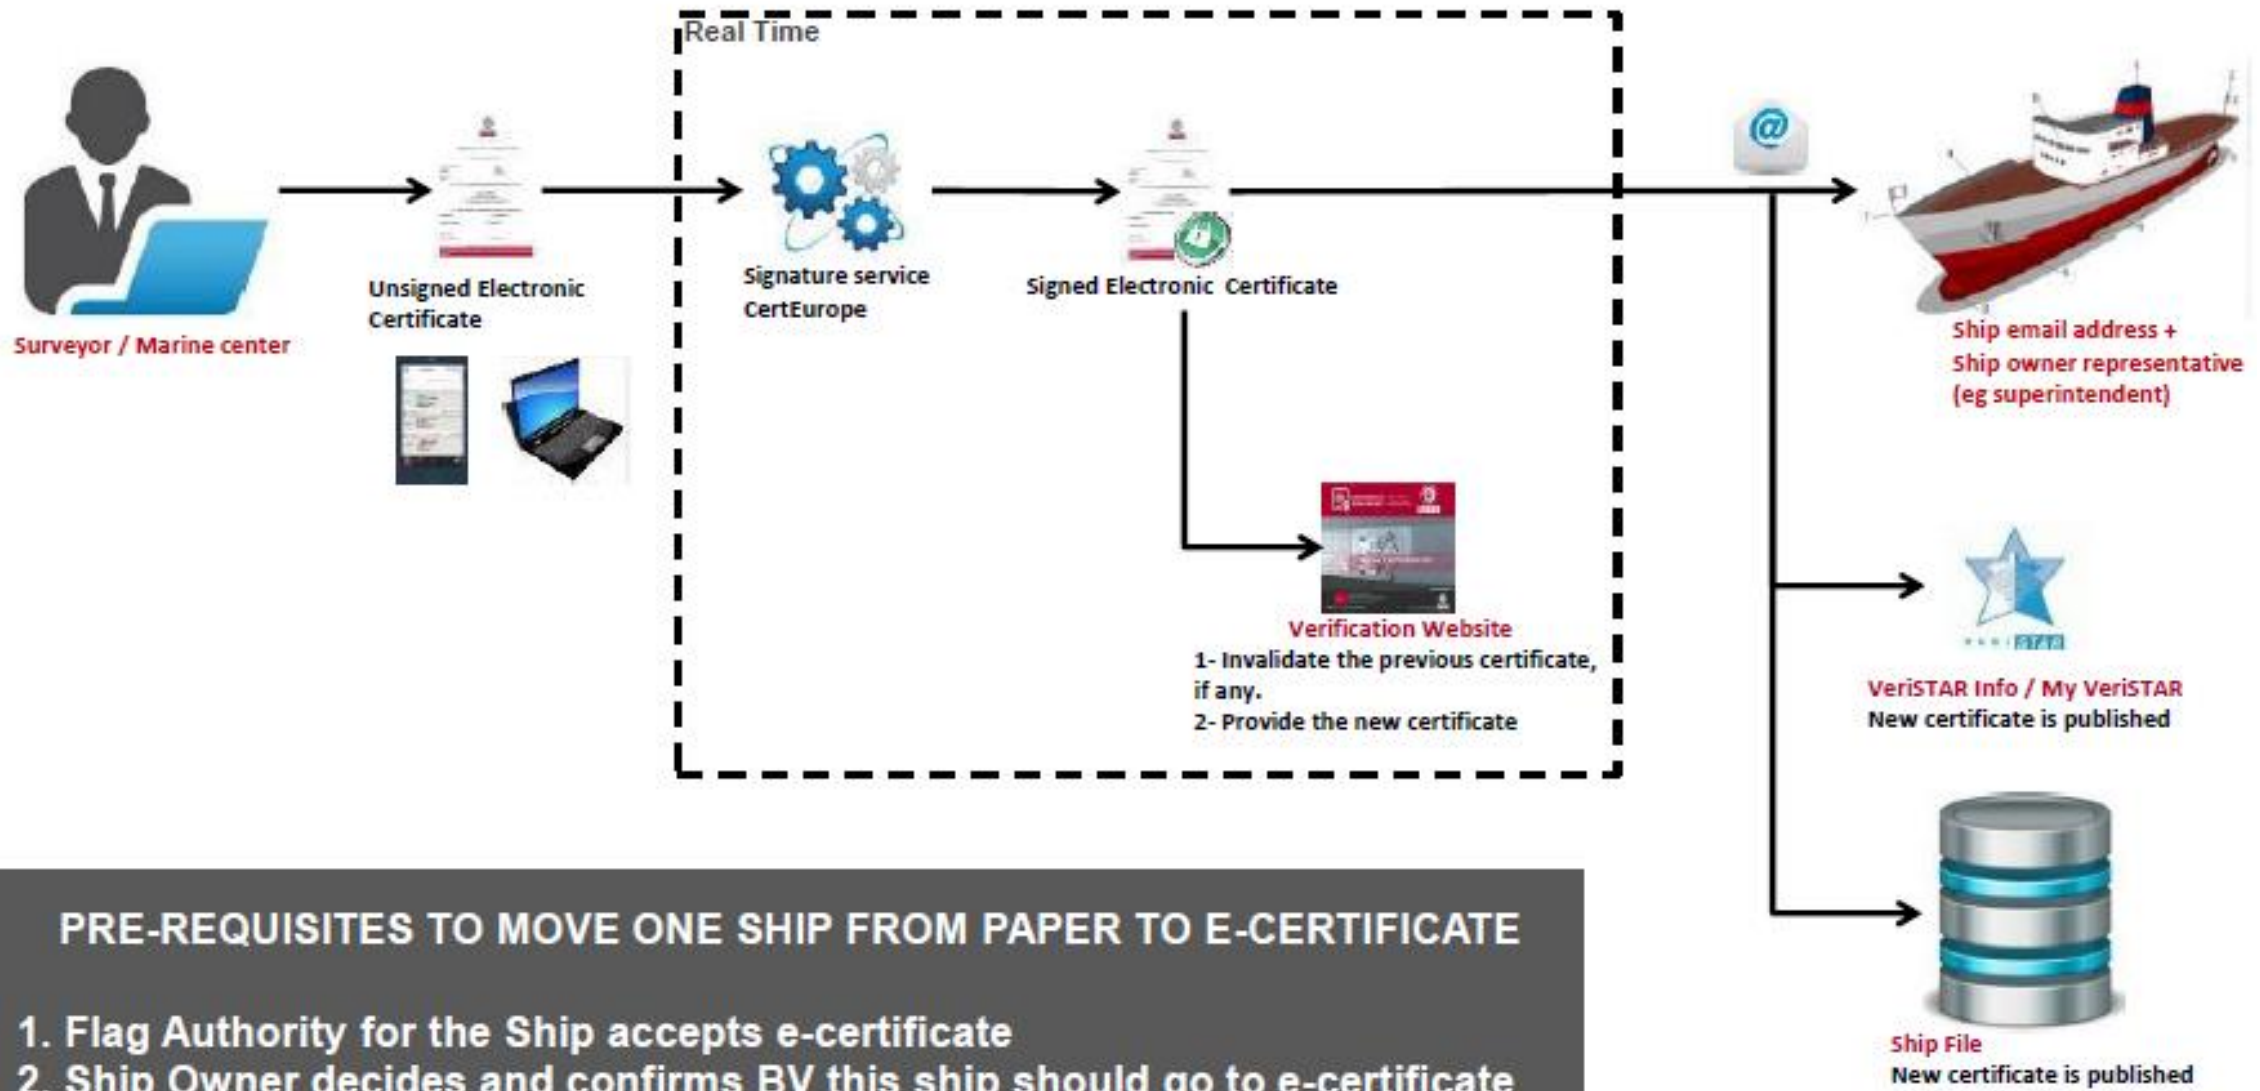 Real Time
Surveyor / Marine center
Unsigned Electronic
Certificate
Signature service
CertEurope
Signed Electronic Certificate
@
Ship email address +
Ship owner representative
(eg superintendent)
Verification Website
1- Invalidate the previous certificate,
if any.
2- Provide the new certificate
VERISTAR
VeriSTAR Info / My VeriSTAR
New certificate is published
Ship File
New certificate is published
PRE-REQUISITES TO MOVE ONE SHIP FROM PAPER TO E-CERTIFICATE
1. Flag Authority for the Ship accepts e-certificate
2. Ship Owner decides and confirms BV this ship should go to e-certificate